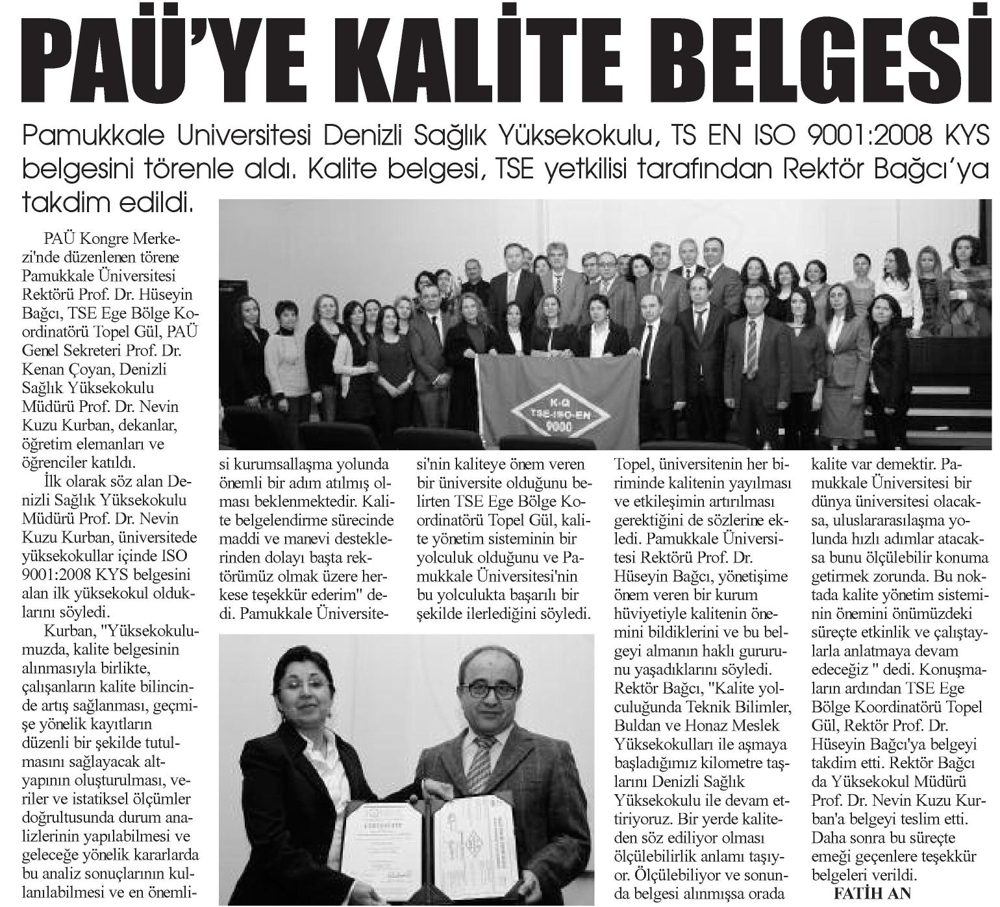 PAÜ'YE KALİTE BELGESİ
Pamukkale Universitesi Denizli Sağlık Yüksekokulu, TS EN ISO 9001:2008 KYS
belgesini törenle aldı. Kalite belgesi, TSE yetkilisi tarafından Rektör Bağcı'ya
takdim edildi.
PAÜ Kongre Merke-
zi'nde düzenlenen törene
Pamukkale Üniversitesi
Rektörü Prof. Dr. Hüseyin
Bağcı, TSE Ege Bölge Ko-
ordinatörü Topel Gül, PAÜ
Genel Sekreteri Prof. Dr.
Kenan Çoyan, Denizli
Sağlık Yüksekokulu
Müdürü Prof. Dr. Nevin
Kuzu Kurban, dekanlar,
öğretim elemanları ve
öğrenciler katıldı.
İlk olarak söz alan De-
nizli Sağlık Yüksekokulu
Müdürü Prof. Dr. Nevin
Kuzu Kurban, üniversitede
yüksekokullar içinde ISO
9001:2008 KYS belgesini
alan ilk yüksekokul olduk-
larını söyledi.
Kurban, "Yüksekokulu-
muzda, kalite belgesinin
alınmasıyla birlikte,
çalışanların kalite bilincin-
de artış sağlanması, geçmi-
şe yönelik kayıtların
düzenli bir şekilde tutul-
masını sağlayacak alt-
yapının oluşturulması, ve-
riler ve istatiksel ölçümler
doğrultusunda durum ana-
lizlerinin yapılabilmesi ve
geleceğe yönelik kararlarda
bu analiz sonuçlarının kul-
lanılabilmesi ve en önemli-
K-Q
TSE-ISO-EN
9000
si kurumsallaşma yolunda
önemli bir adım atılmış ol-
ması beklenmektedir. Kali-
te belgelendirme sürecinde
maddi ve manevi destekle-
rinden dolayı başta rek-
törümüz olmak üzere her-
kese teşekkür ederim" de-
di. Pamukkale Üniversite-
si'nin kaliteye önem veren
bir üniversite olduğunu be-
lirten TSE Ege Bölge Ko-
ordinatörü Topel Gül, kali-
te yönetim sisteminin bir
yolculuk olduğunu ve Pa-
mukkale Üniversitesi'nin
bu yolculukta başarılı bir
şekilde ilerlediğini söyledi.
Topel, üniversitenin her bi-
riminde kalitenin yayılması
ve etkileşimin artırılması
gerektiğini de sözlerine ek-
ledi. Pamukkale Üniversi-
tesi Rektörü Prof. Dr.
Hüseyin Bağcı, yönetişime
önem veren bir kurum
hüviyetiyle kalitenin öne-
mini bildiklerini ve bu bel-
geyi almanın haklı gururu-
nu yaşadıklarını söyledi.
Rektör Bağcı, "Kalite yol-
culuğunda Teknik Bilimler,
Buldan ve Honaz Meslek
Yüksekokulları ile aşmaya
başladığımız kilometre taş-
larını Denizli Sağlık
Yüksekokulu ile devam et-
tiriyoruz. Bir yerde kalite-
den söz ediliyor olması
ölçülebilirlik anlamı taşıy-
or. Ölçülebiliyor ve sonun-
da belgesi alınmışsa orada
kalite var demektir. Pa-
mukkale Üniversitesi bir
dünya üniversitesi olacak-
sa, uluslararasılaşma yo-
lunda hızlı adımlar atacak-
sa bunu ölçülebilir konuma
getirmek zorunda. Bu nok-
tada kalite yönetim sistemi-
nin önemini önümüzdeki
süreçte etkinlik ve çalıştay-
larla anlatmaya devam
edeceğiz " dedi. Konuşma-
ların ardından TSE Ege
Bölge Koordinatörü Topel
Gül, Rektör Prof. Dr.
Hüseyin Bağcı'ya belgeyi
takdim etti. Rektör Bağcı
da Yüksekokul Müdürü
Prof. Dr. Nevin Kuzu Kur-
ban'a belgeyi teslim etti.
Daha sonra bu süreçte
emeği geçenlere teşekkür
belgeleri verildi.
FATİH AN